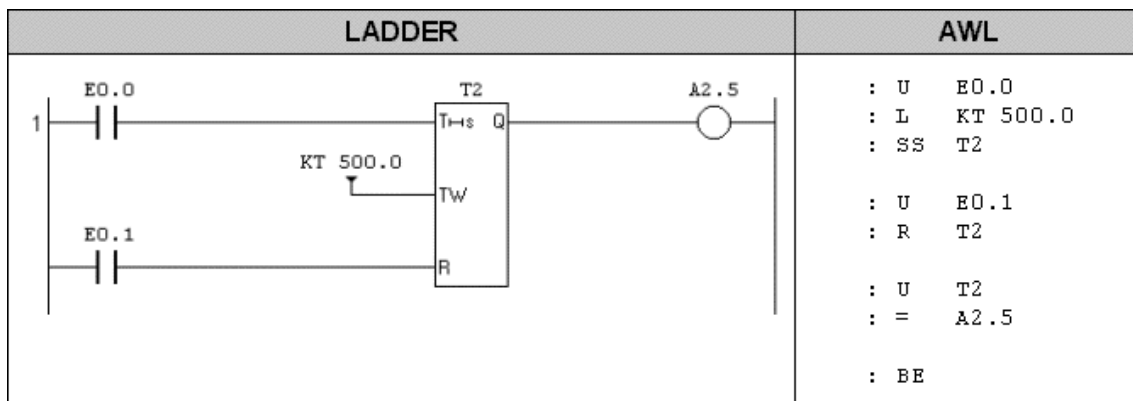 LADDER
AWL
E0.0
T2
A2.5
1
T⊢⊣s Q
KT 500.0
TW
E0.1
R
: U E0.0
: L KT 500.0
: SS T2
: U E0.1
: R T2
: U T2
: = A2.5
: BE